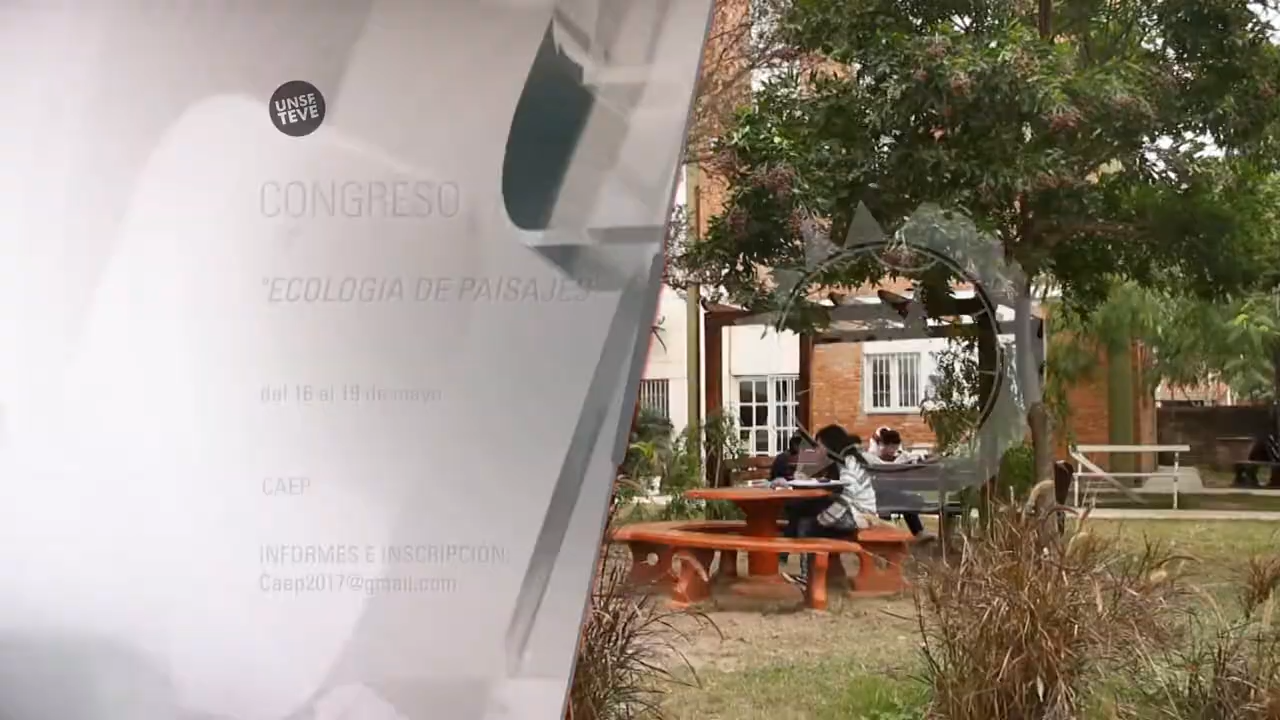 UNSE
TEVE
CONGRESO
"ECOLOGIA DE PAISAJES"
del 16 al 19 de mayo
CAEP
INFORMES E INSCRIPCION:
Caep2017@gmail.com